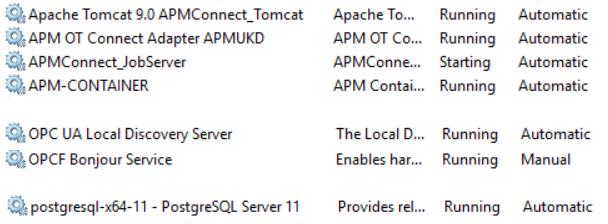 Apache Tomcat 9.0 APMConnect_Tomcat Apache To... Running Automatic
APM OT Connect Adapter APMUKD APM OT Co... Running Automatic
APMConnect_JobServer APMConne... Starting Automatic
APM-CONTAINER APM Contai... Running Automatic
OPC UA Local Discovery Server The Local D... Running Automatic
OPCF Bonjour Service Enables har... Running Manual
postgresql-x64-11 - PostgreSQL Server 11 Provides rel... Running Automatic